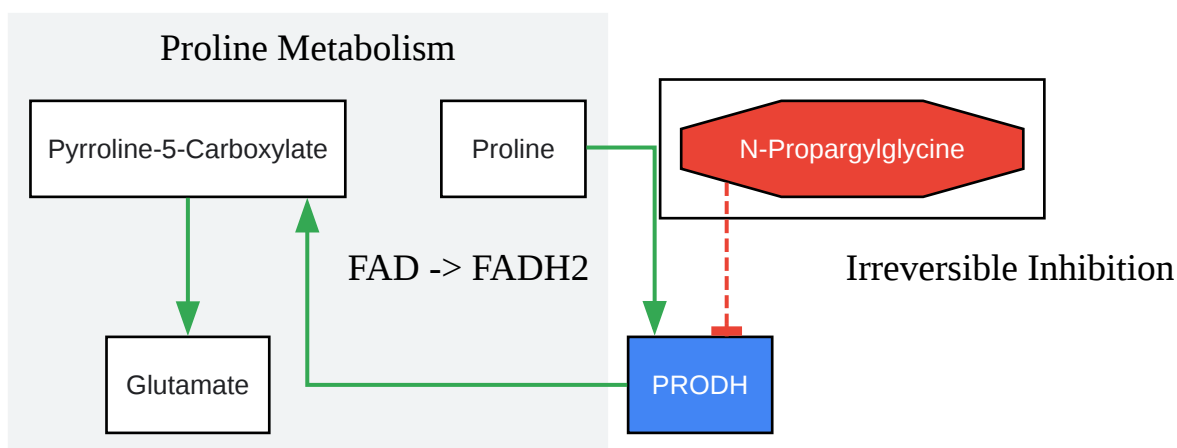 Proline Metabolism
Pyrroline-5-Carboxylate
Proline
N-Propargylglycine
FAD -> FADH2
Irreversible Inhibition
Glutamate
PRODH